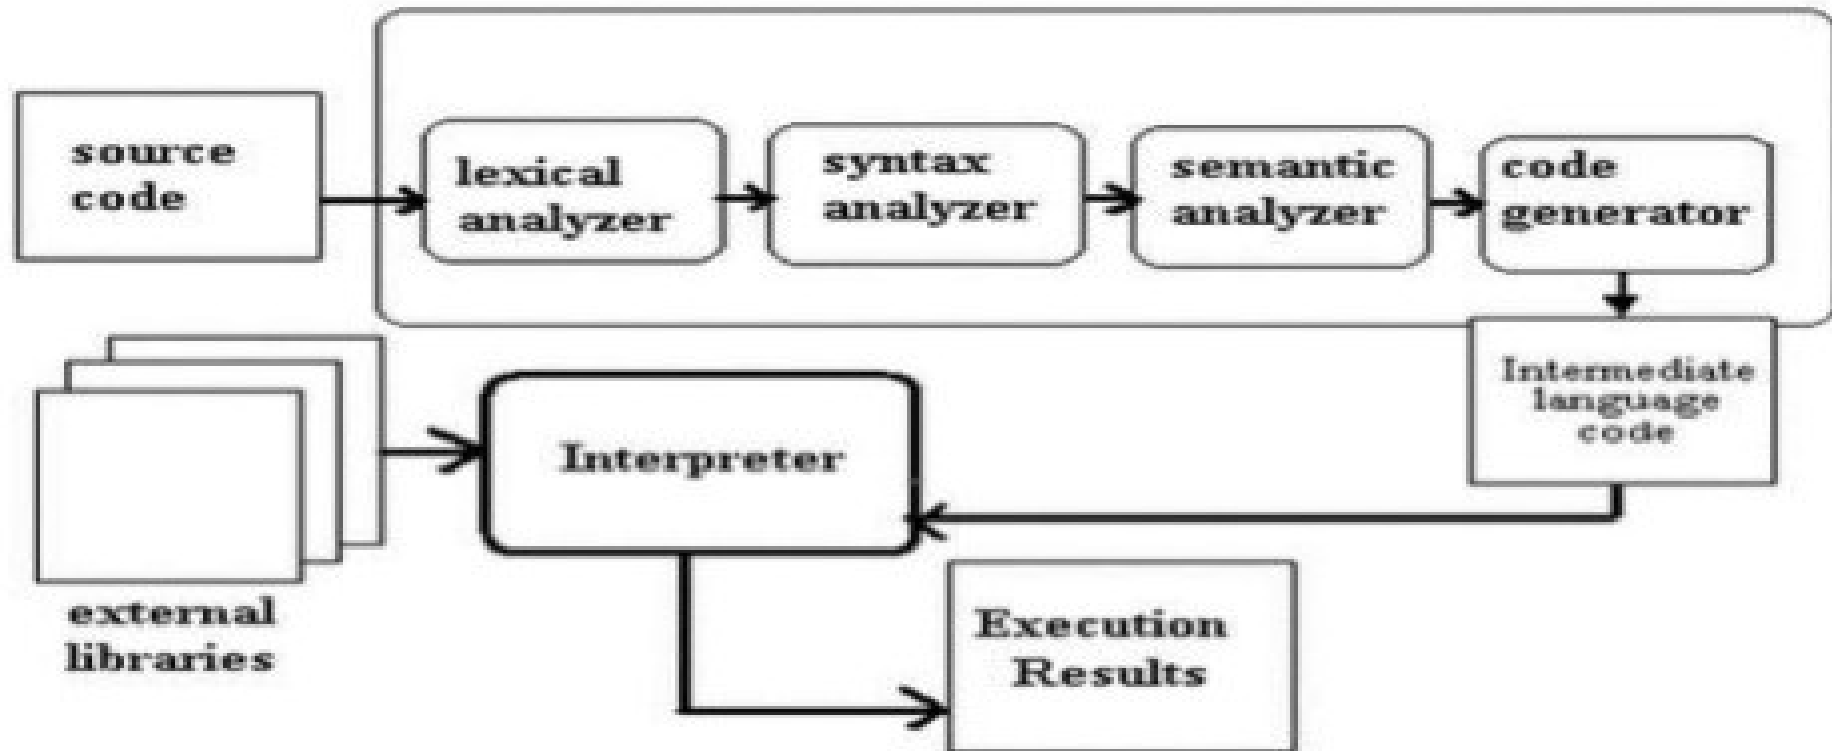 source
code
lexical
analyzer
syntax
analyzer
semantic
analyzer
code
generator
Intermediate
language
code
Interpreter
external
libraries
Execution
Results